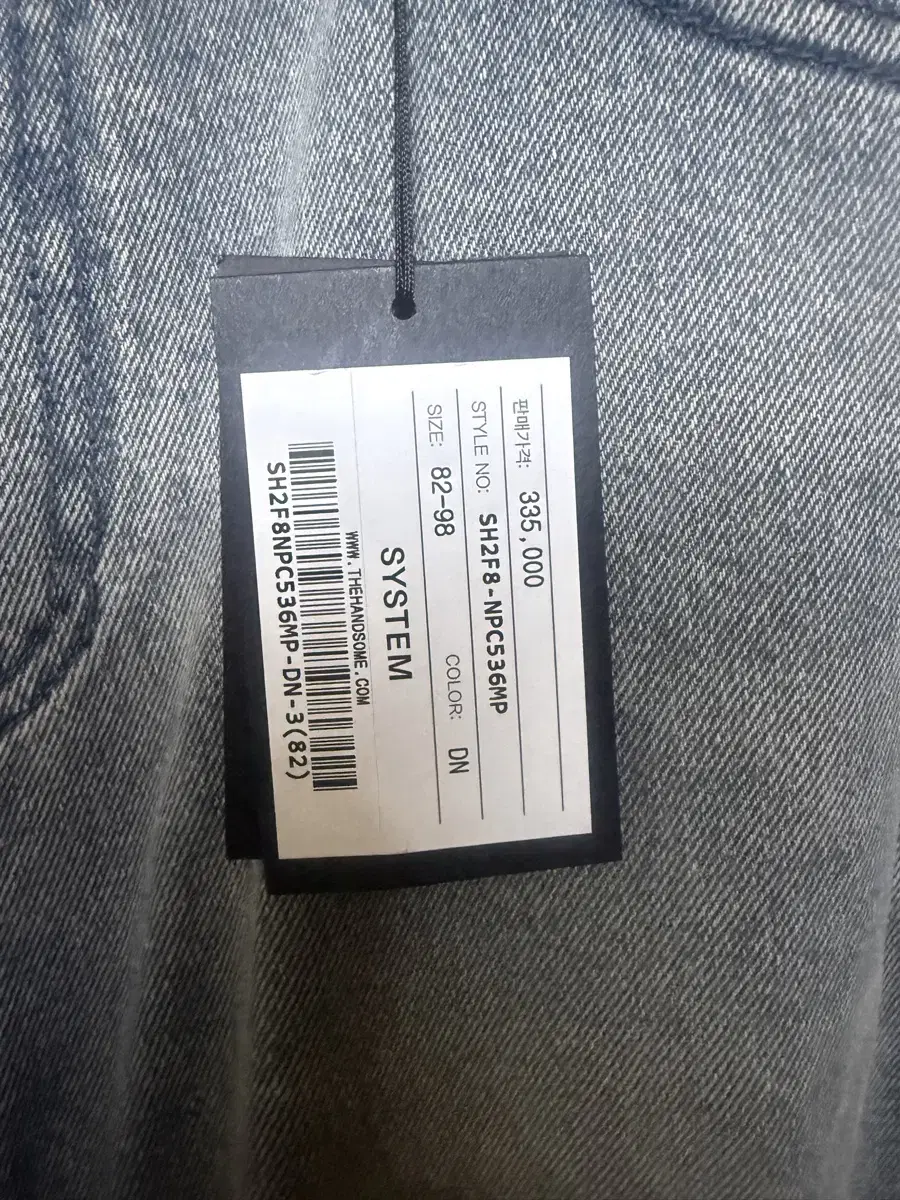 판매가격: 335,000
STYLE NO: SH2F8-NPC536MP
SIZE: 82-98 COLOR: DN
SYSTEM
WWW.THEHANDSOME.COM
SH2F8NPC536MP-DN-3(82)